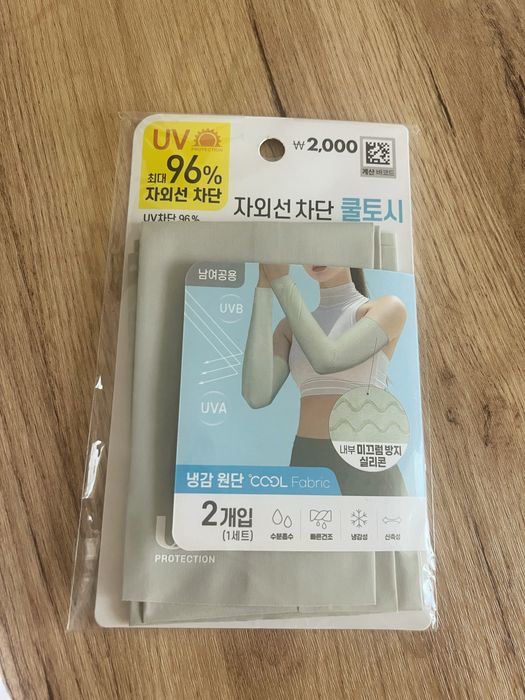 UV
PROTECTION
최대 96%
자외선 차단
UV차단 96%
₩2,000
계산 바코드
자외선 차단 쿨토시
남여공용
UVB
UVA
내부 미끄럼 방지
실리콘
냉감 원단 °COOL Fabric
2개입
(1세트)
수분흡수
빠른건조
냉감성
신축성
PROTECTION